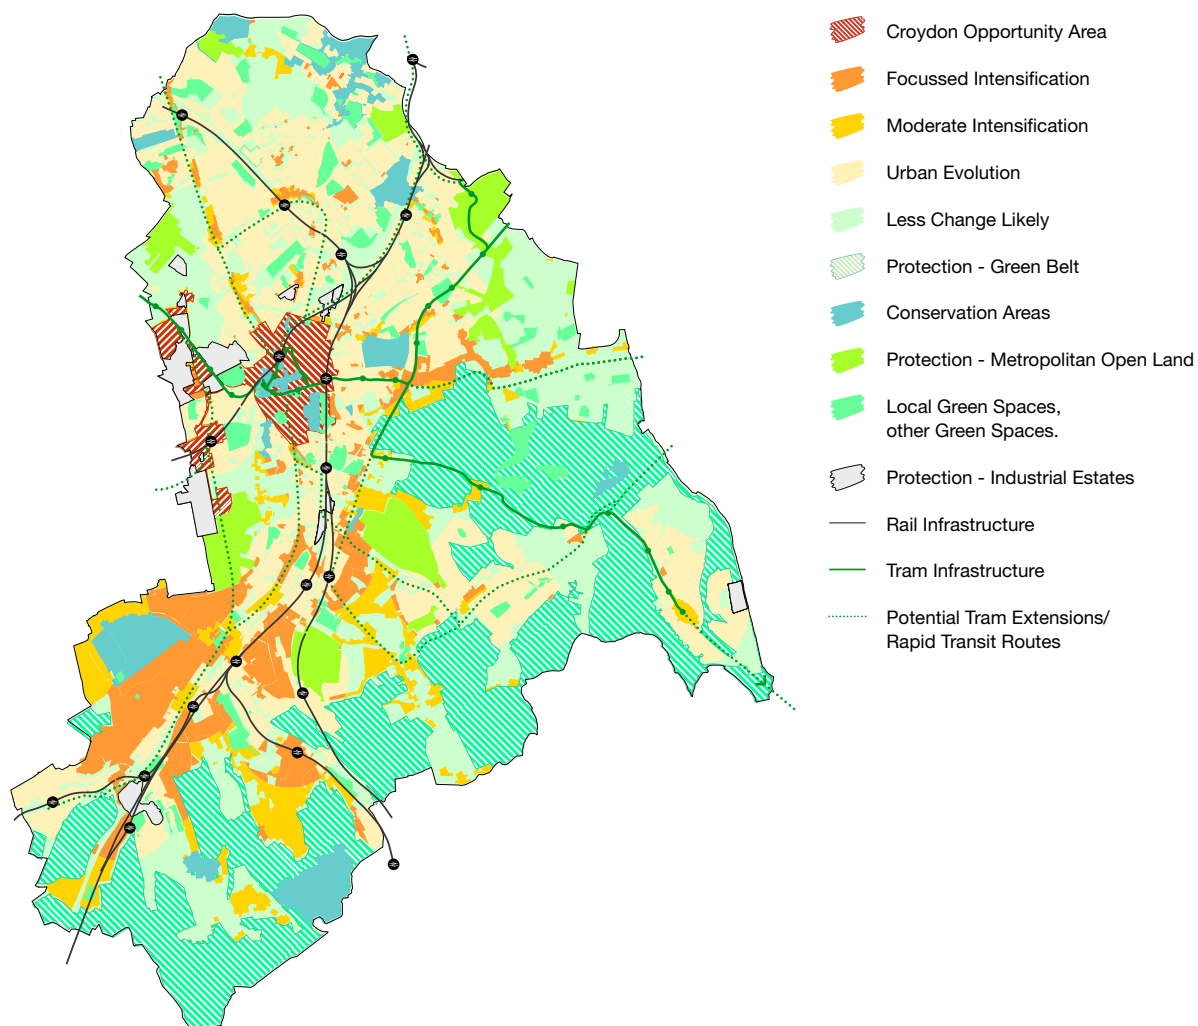 Croydon Opportunity Area
Focussed Intensification
Moderate Intensification
Urban Evolution
Less Change Likely
Protection - Green Belt
Conservation Areas
Protection - Metropolitan Open Land
Local Green Spaces,
other Green Spaces.
Protection - Industrial Estates
Rail Infrastructure
Tram Infrastructure
Potential Tram Extensions/
Rapid Transit Routes